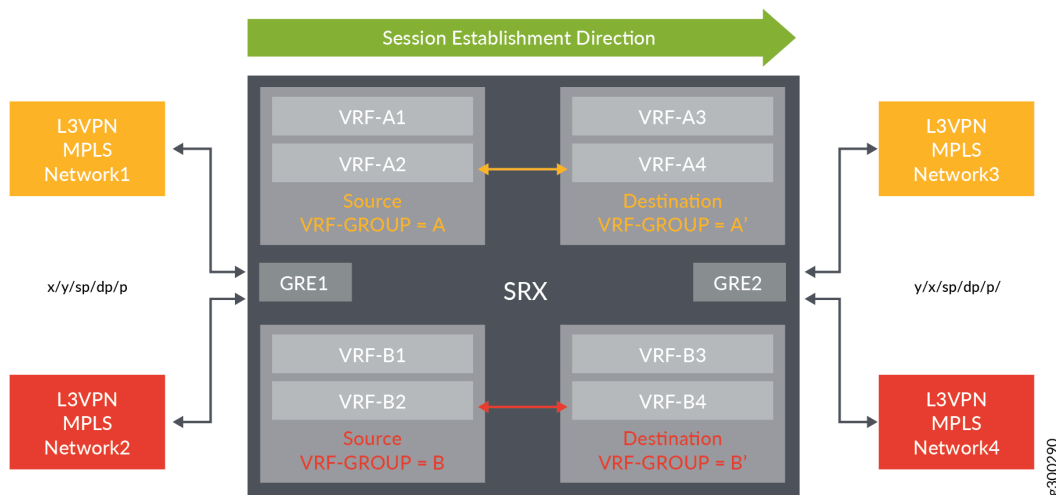 Session Establishment Direction
L3VPN
MPLS
Network1
x/y/sp/dp/p
L3VPN
MPLS
Network2
VRF-A1
VRF-A2
Source
VRF-GROUP = A
VRF-A3
VRF-A4
Destination
VRF-GROUP = A’
GRE1
SRX
GRE2
VRF-B1
VRF-B2
Source
VRF-GROUP = B
VRF-B3
VRF-B4
Destination
VRF-GROUP = B’
L3VPN
MPLS
Network3
y/x/sp/dp/p/
L3VPN
MPLS
Network4
g300290